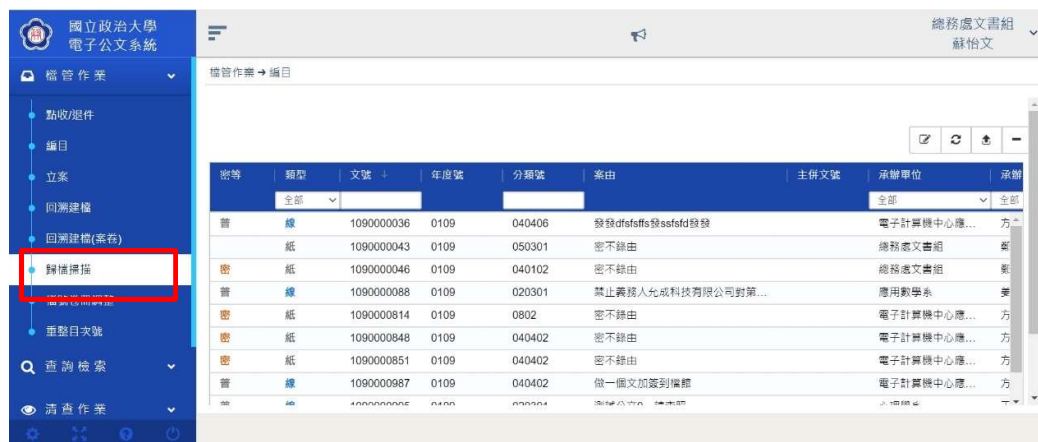 國立政治大學
電子公文系統
總務處文書組
蘇怡文
檔管作業
檔管作業➔編目
點收/退件
編目
立案
回溯建檔
回溯建檔(案卷)
歸檔掃描
重整目次號
查詢檢索
清查作業
密等 類型 文號 ↓ 年度號 分類號 案由 主併文號 承辦單位 承辦
全部 全部 全部
普 線 1090000036 0109 040406 發發dfsfsffs發ssfsfd發發 電子計算機中心應... 方
紙 1090000043 0109 050301 密不錄由 總務處文書組
密 紙 1090000046 0109 040102 密不錄由 總務處文書組
普 線 1090000088 0109 020301 禁止義務人允成科技有限公司對第... 應用數學系 姜
密 紙 1090000814 0109 0802 密不錄由 電子計算機中心應... 方
密 紙 1090000848 0109 040402 密不錄由 電子計算機中心應... 方
密 紙 1090000851 0109 040402 密不錄由 電子計算機中心應... 方
普 線 1090000987 0109 040402 做一個文加簽到檔館 電子計算機中心應... 方